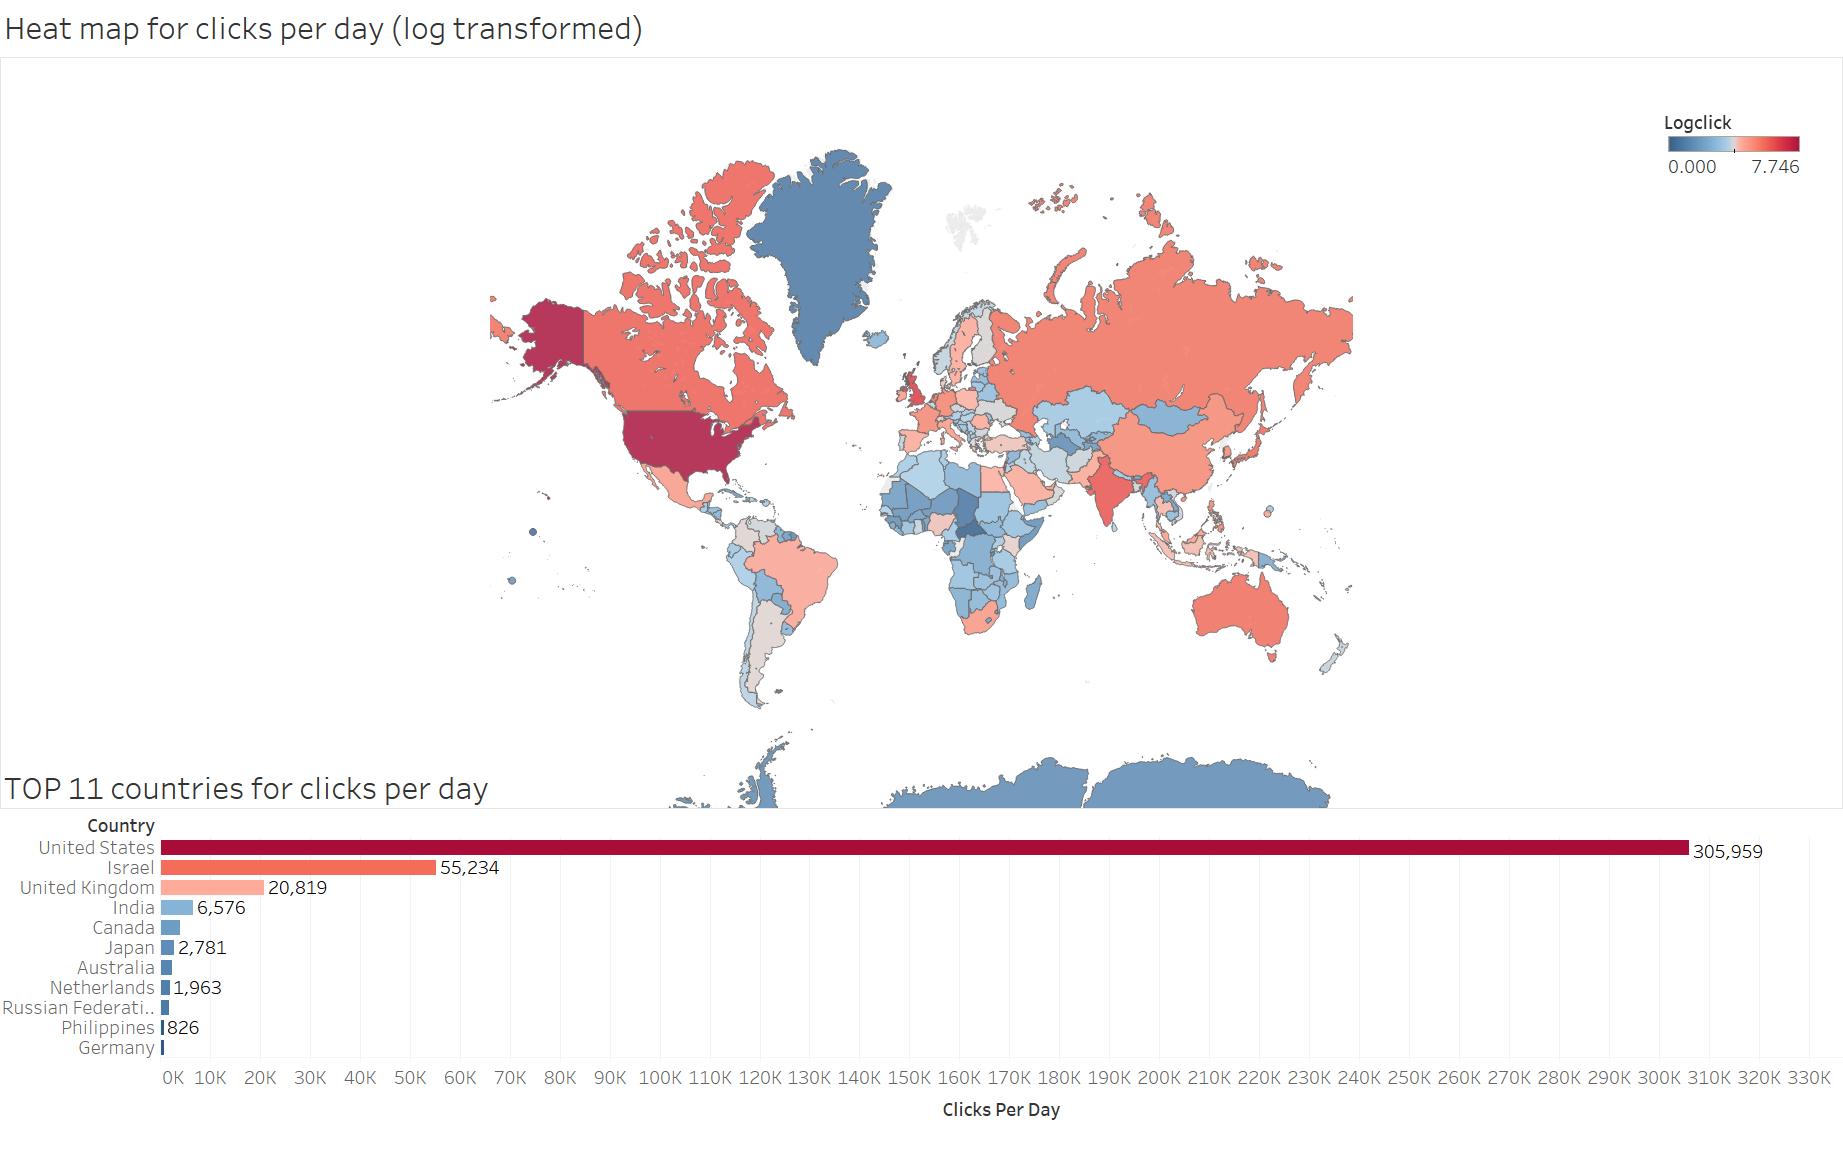 Heat map for clicks per day (log transformed)
Logclick
0.000 7.746
TOP 11 countries for clicks per day
Country
United States 305,959
Israel 55,234
United Kingdom 20,819
India 6,576
Canada
Japan 2,781
Australia
Netherlands 1,963
Russian Federati..
Philippines 826
Germany
0K 10K 20K 30K 40K 50K 60K 70K 80K 90K 100K 110K 120K 130K 140K 150K 160K 170K 180K 190K 200K 210K 220K 230K 240K 250K 260K 270K 280K 290K 300K 310K 320K 330K
Clicks Per Day